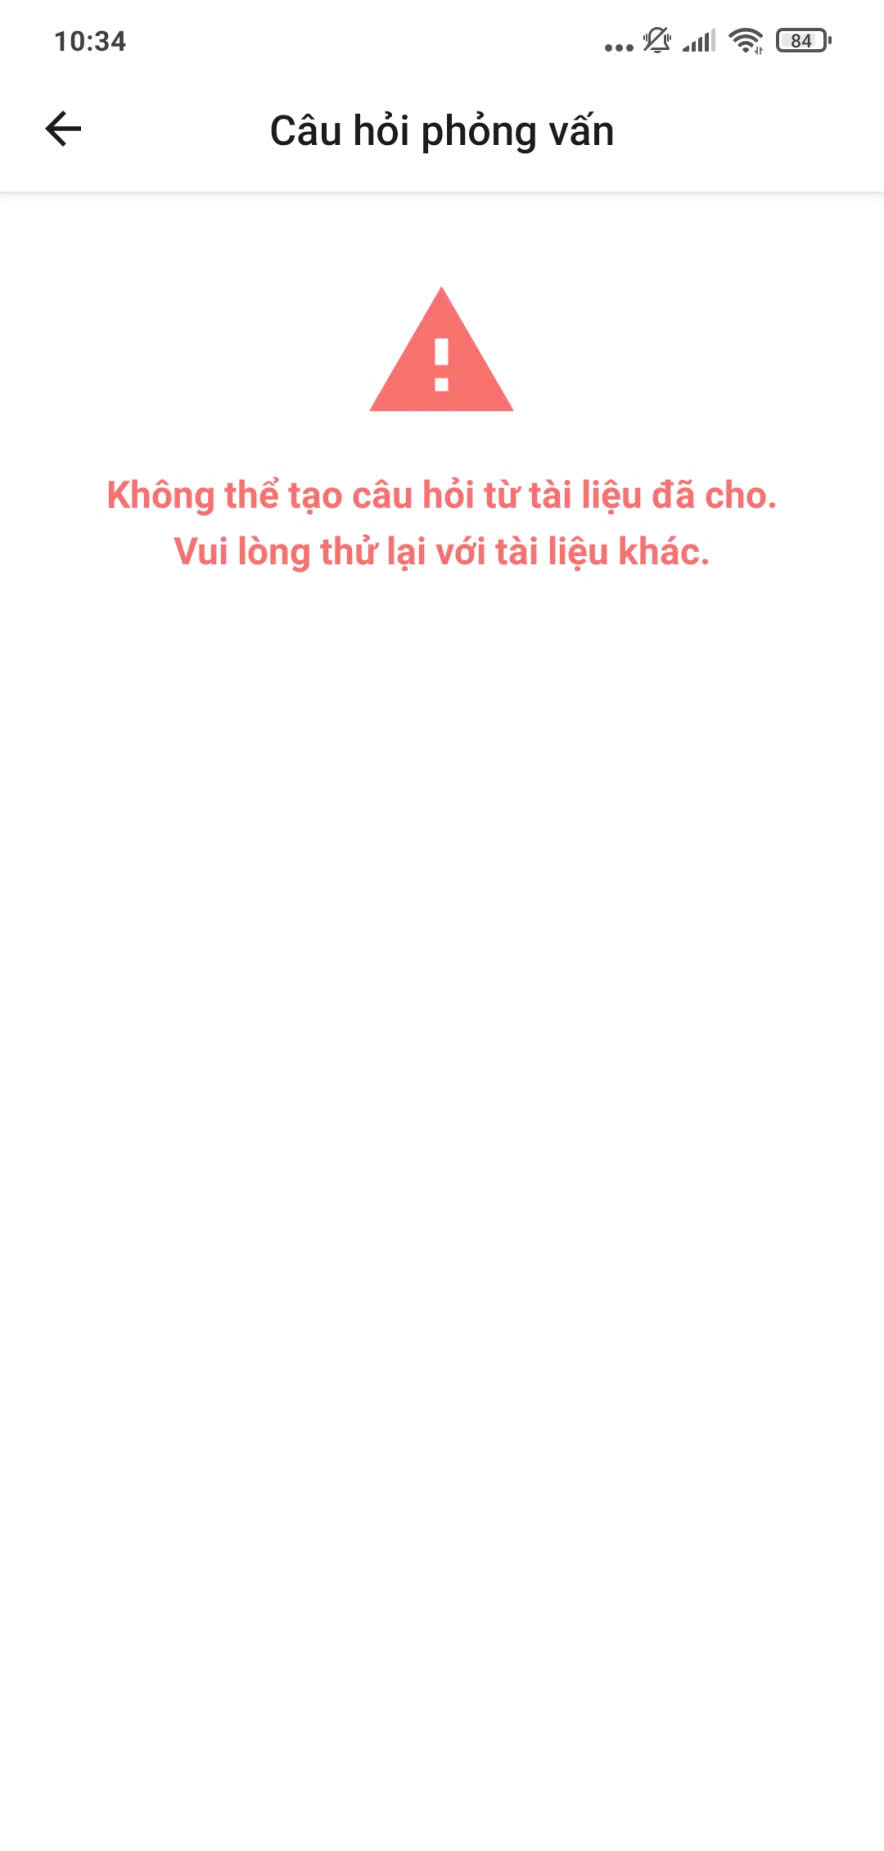 10:34
84
Câu hỏi phỏng vấn
Không thể tạo câu hỏi từ tài liệu đã cho.
Vui lòng thử lại với tài liệu khác.